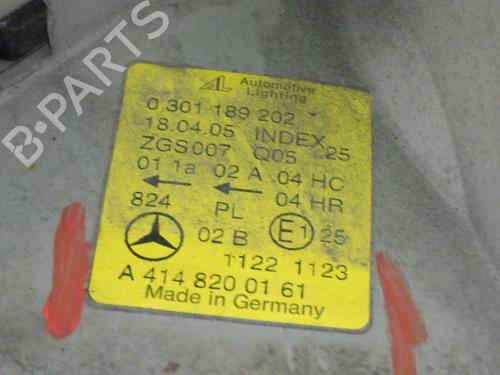 B-PARTS
AL Automotive Lighting
0 301 189 202
18.04.05 INDEX 25
ZGS007 Q05
01 1a 02 A 04 HC
04 HR
824 PL
02 B E1 25
1122 1123
A 414 820 01 61
Made in Germany